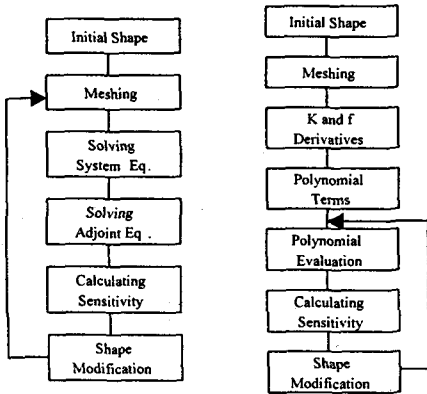 Initial Shape
Meshing
Solving
System Eq.
Solving
Adjoint Eq.
Calculating
Sensitivity
Shape
Modification
Initial Shape
Meshing
K and f
Derivatives
Polynomial
Terms
Polynomial
Evaluation
Calculating
Sensitivity
Shape
Modification